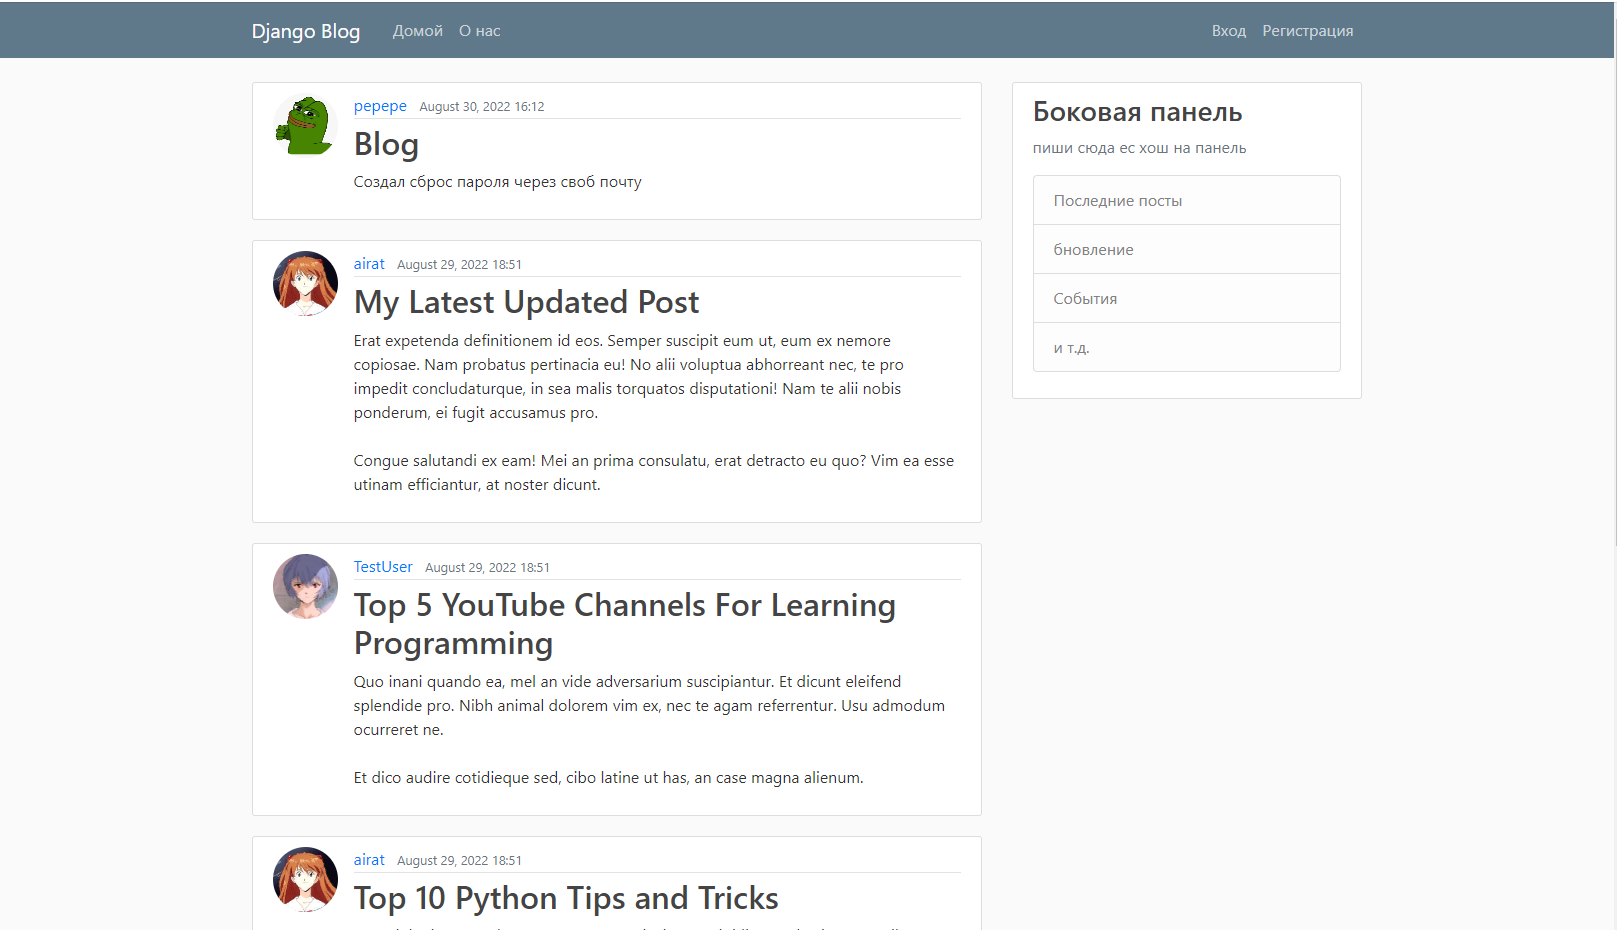 Django Blog Домой О нас Вход Регистрация
pepepe August 30, 2022 16:12
Blog
Создал сброс пароля через своб почту
airat August 29, 2022 18:51
My Latest Updated Post
Erat expetenda definitionem id eos. Semper suscipit eum ut, eum ex nemore
copiosae. Nam probatus pertinacia eu! No alii voluptua abhorreant nec, te pro
impedit concludaturque, in sea malis torquatos disputationi! Nam te alii nobis
ponderum, ei fugit accusamus pro.
Congue salutandi ex eam! Mei an prima consulatu, erat detracto eu quo? Vim ea esse
utinam efficiantur, at noster dicunt.
TestUser August 29, 2022 18:51
Top 5 YouTube Channels For Learning
Programming
Quo inani quando ea, mel an vide adversarium suscipiantur. Et dicunt eleifend
splendide pro. Nibh animal dolorem vim ex, nec te agam referrentur. Usu admodum
ocurreret ne.
Et dico audire cotidieque sed, cibo latine ut has, an case magna alienum.
airat August 29, 2022 18:51
Top 10 Python Tips and Tricks
Боковая панель
пиши сюда ес хош на панель
Последние посты
бновление
События
и т.д.